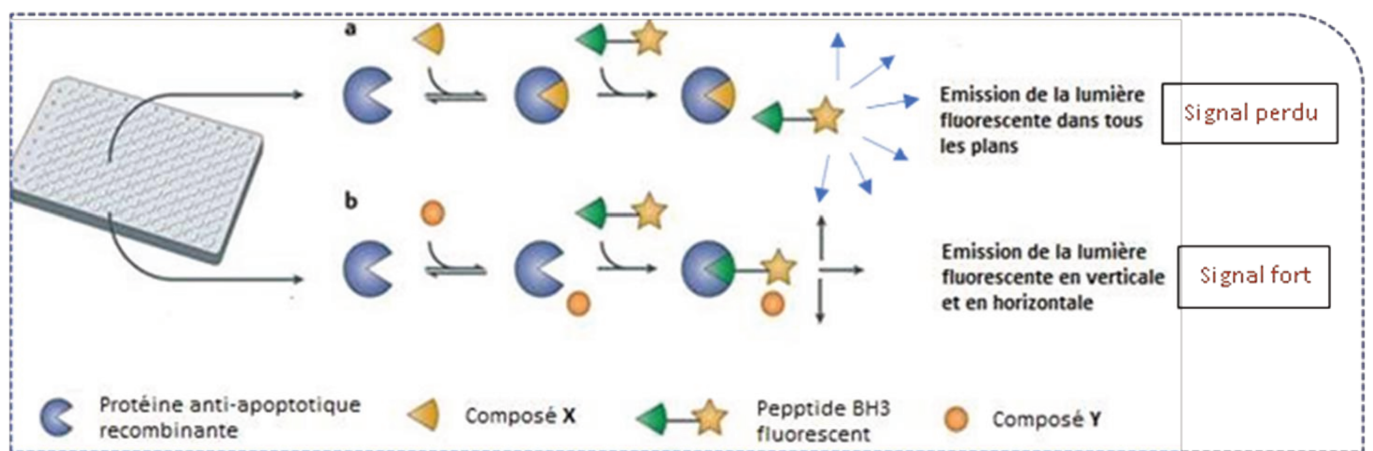 a
Emission de la lumière
fluorescente dans tous
les plans
Signal perdu
b
Emission de la lumière
fluorescente en verticale
et en horizontale
Signal fort
Protéine anti-apoptotique
recombinante
Composé X
Pepptide BH3
fluorescent
Composé Y